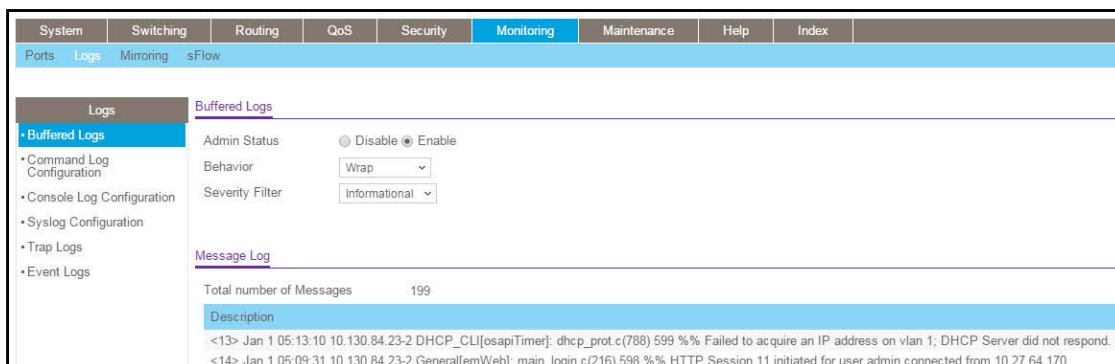 System Switching Routing QoS Security Monitoring Maintenance Help Index
Ports Logs Mirroring sFlow
Logs
• Buffered Logs
• Command Log
Configuration
• Console Log Configuration
• Syslog Configuration
• Trap Logs
• Event Logs
Buffered Logs
Admin Status Disable Enable
Behavior Wrap
Severity Filter Informational
Message Log
Total number of Messages 199
Description
<13> Jan 1 05:13:10 10.130.84.23-2 DHCP_CLI[osapiTimer]: dhcp_prot.c(788) 599 %% Failed to acquire an IP address on vlan 1; DHCP Server did not respond.
<14> Jan 1 05:09:31 10.130.84.23-2 General[emWeb]: main_login.c(216) 598 %% HTTP Session 11 initiated for user admin connected from 10.27.64.170